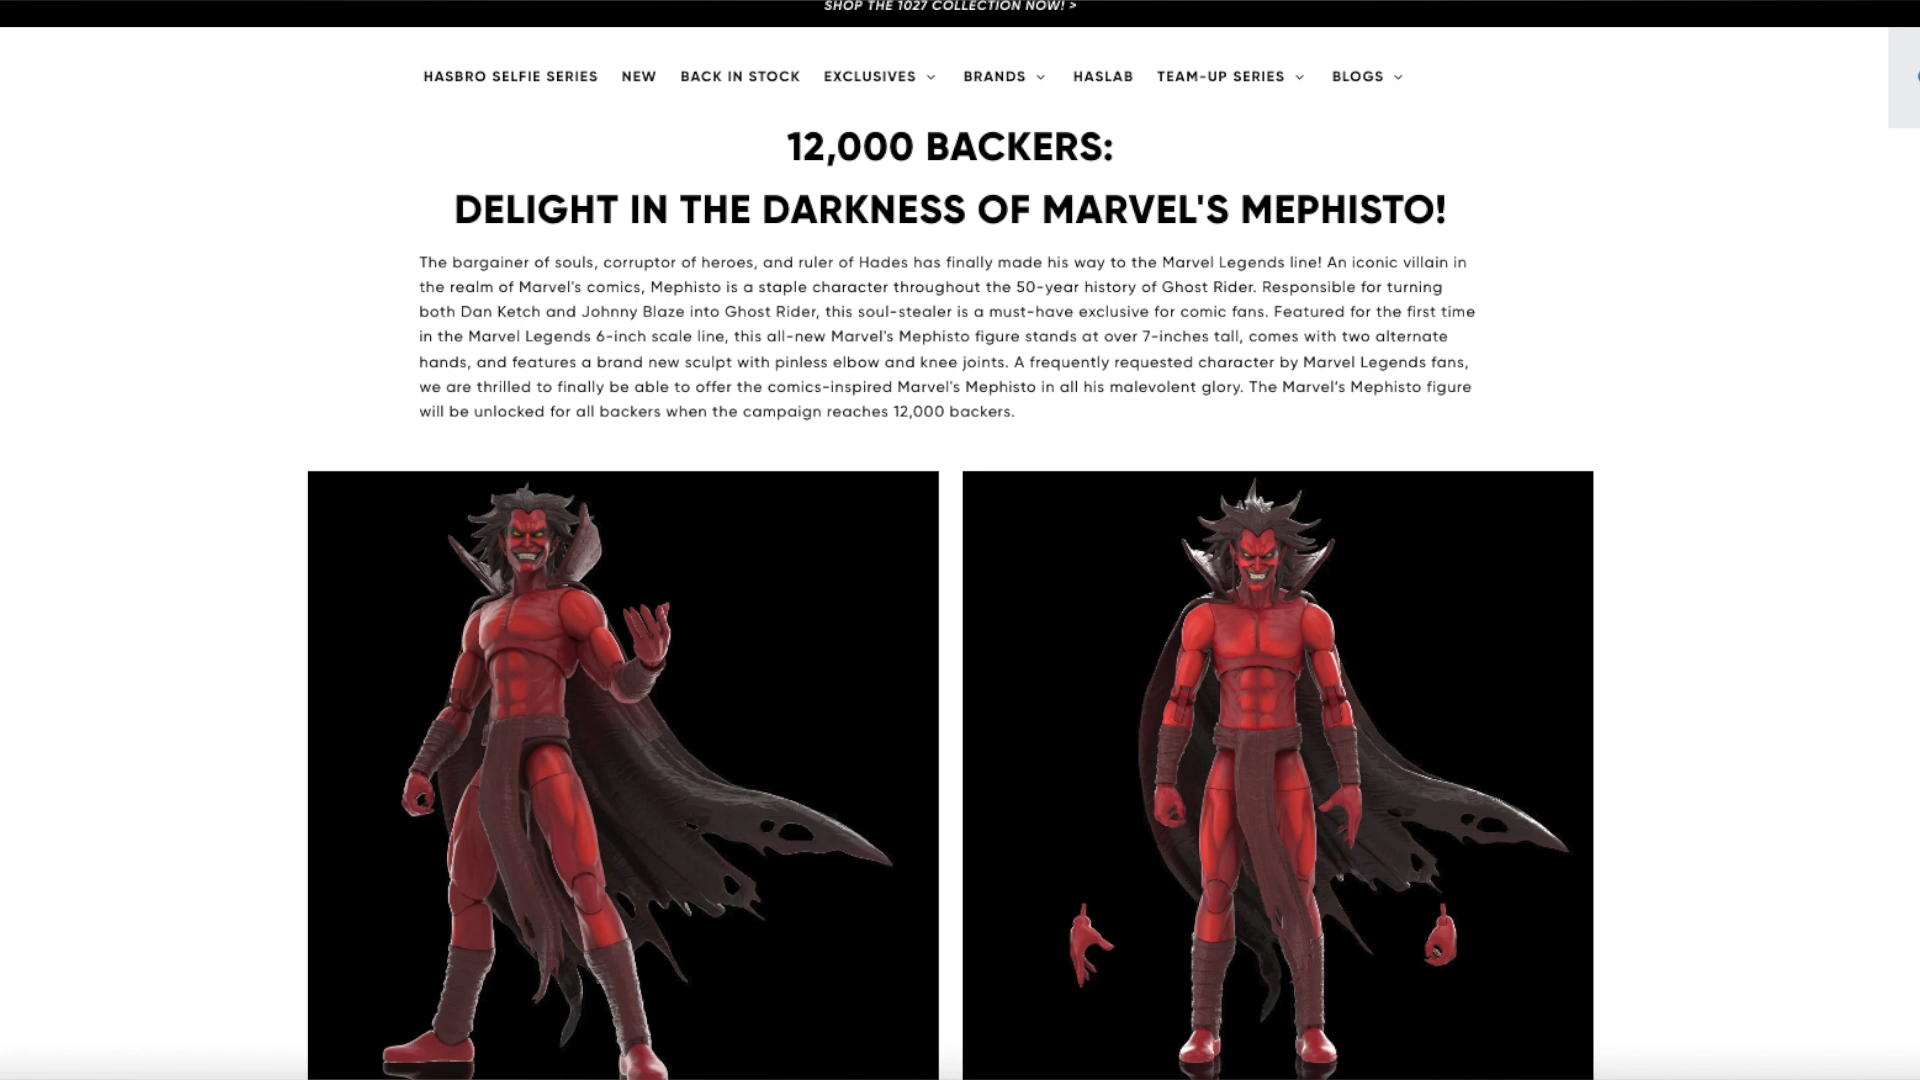 SHOP THE 1027 COLLECTION NOW! >
HASBRO SELFIE SERIES NEW BACK IN STOCK EXCLUSIVES BRANDS HASLAB TEAM-UP SERIES BLOGS
12,000 BACKERS:
DELIGHT IN THE DARKNESS OF MARVEL'S MEPHISTO!
The bargainer of souls, corruptor of heroes, and ruler of Hades has finally made his way to the Marvel Legends line! An iconic villain in
the realm of Marvel's comics, Mephisto is a staple character throughout the 50-year history of Ghost Rider. Responsible for turning
both Dan Ketch and Johnny Blaze into Ghost Rider, this soul-stealer is a must-have exclusive for comic fans. Featured for the first time
in the Marvel Legends 6-inch scale line, this all-new Marvel's Mephisto figure stands at over 7-inches tall, comes with two alternate
hands, and features a brand new sculpt with pinless elbow and knee joints. A frequently requested character by Marvel Legends fans,
we are thrilled to finally be able to offer the comics-inspired Marvel's Mephisto in all his malevolent glory. The Marvel’s Mephisto figure
will be unlocked for all backers when the campaign reaches 12,000 backers.